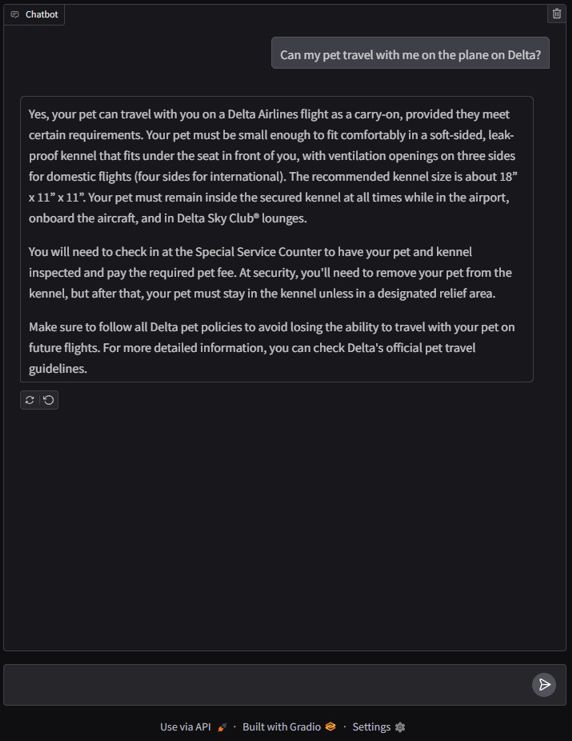 Chatbot
Can my pet travel with me on the plane on Delta?
Yes, your pet can travel with you on a Delta Airlines flight as a carry-on, provided they meet
certain requirements. Your pet must be small enough to fit comfortably in a soft-sided, leak-
proof kennel that fits under the seat in front of you, with ventilation openings on three sides
for domestic flights (four sides for international). The recommended kennel size is about 18”
x 11” x 11”. Your pet must remain inside the secured kennel at all times while in the airport,
onboard the aircraft, and in Delta Sky Club® lounges.
You will need to check in at the Special Service Counter to have your pet and kennel
inspected and pay the required pet fee. At security, you’ll need to remove your pet from the
kennel, but after that, your pet must stay in the kennel unless in a designated relief area.
Make sure to follow all Delta pet policies to avoid losing the ability to travel with your pet on
future flights. For more detailed information, you can check Delta's official pet travel
guidelines.
Use via API · Built with Gradio · Settings